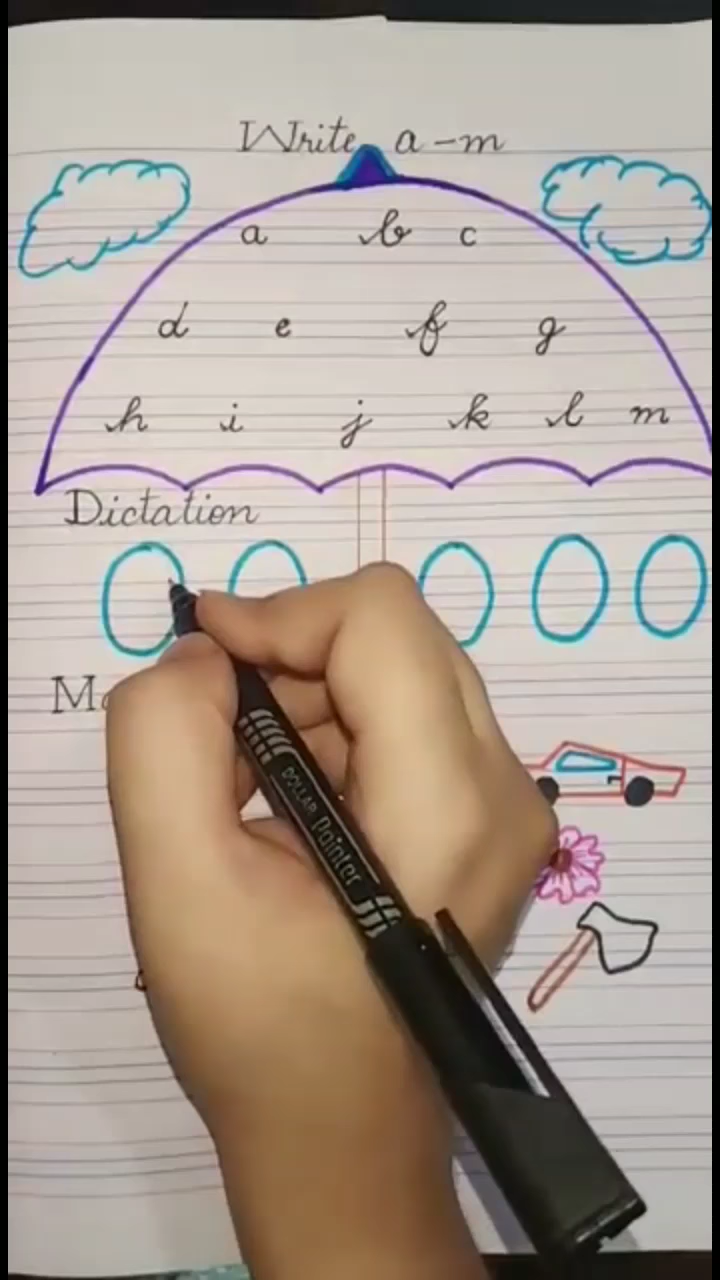 Write a-m
a b c
d e f g
h i j k l m
Dictation
DOLLAR Pointer